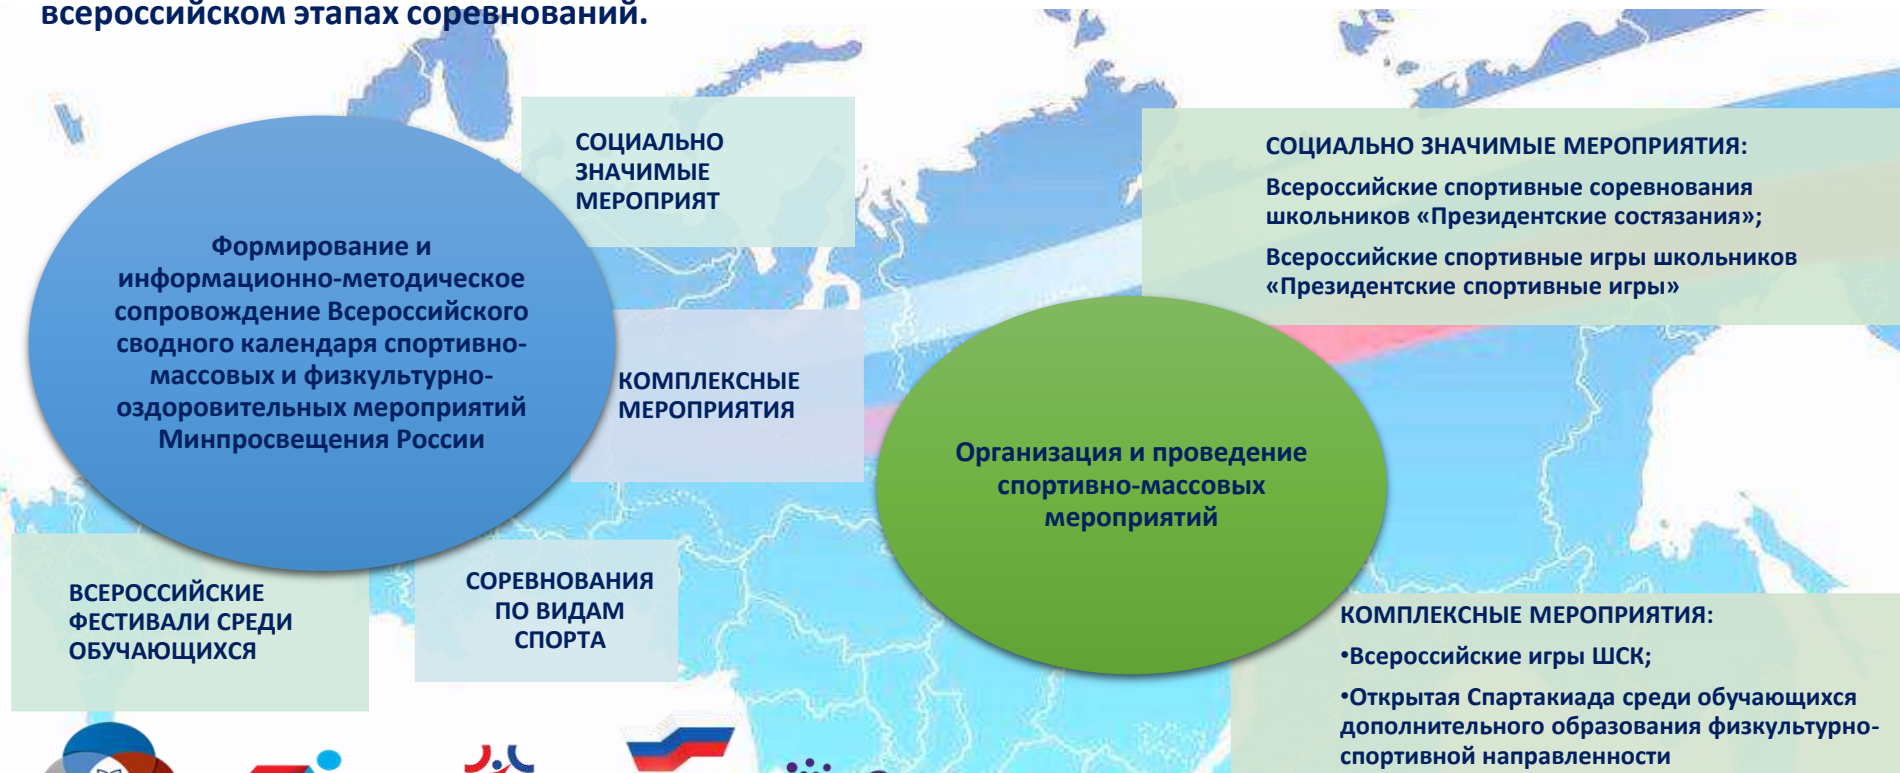 всероссийском этапах соревнований.
СОЦИАЛЬНО
ЗНАЧИМЫЕ
МЕРОПРИЯТ
Формирование и
информационно-методическое
сопровождение Всероссийского
сводного календаря спортивно-
массовых и физкультурно-
оздоровительных мероприятий
Минпросвещения России
КОМПЛЕКСНЫЕ
МЕРОПРИЯТИЯ
ВСЕРОССИЙСКИЕ
ФЕСТИВАЛИ СРЕДИ
ОБУЧАЮЩИХСЯ
СОРЕВНОВАНИЯ
ПО ВИДАМ
СПОРТА
СОЦИАЛЬНО ЗНАЧИМЫЕ МЕРОПРИЯТИЯ:
Всероссийские спортивные соревнования
школьников «Президентские состязания»;
Всероссийские спортивные игры школьников
«Президентские спортивные игры»
Организация и проведение
спортивно-массовых
мероприятий
КОМПЛЕКСНЫЕ МЕРОПРИЯТИЯ:
•Всероссийские игры ШСК;
•Открытая Спартакиада среди обучающихся
дополнительного образования физкультурно-
спортивной направленности